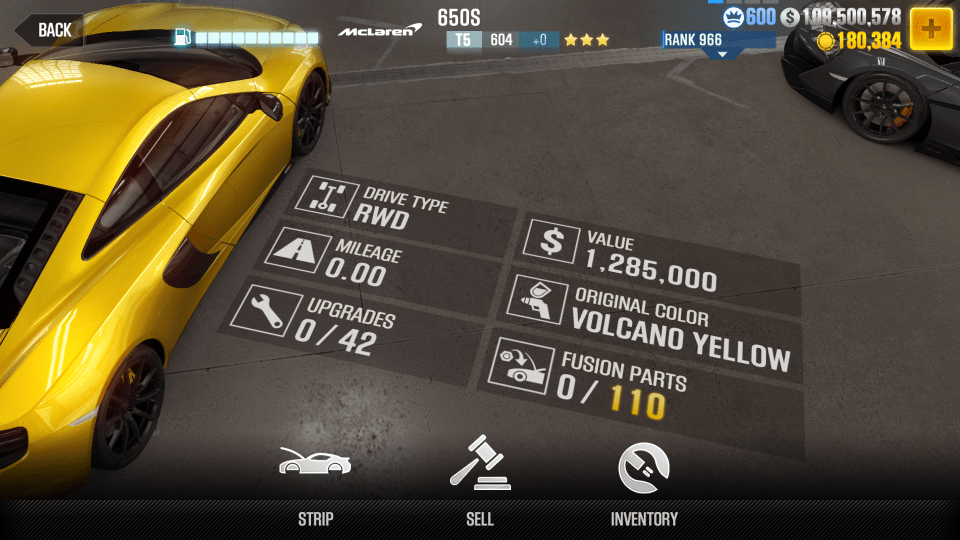 BACK
McLaren
650S
T5 604 +0
RANK 966
600
$ 108,500,578
180,384
+
DRIVE TYPE
RWD
MILEAGE
0.00
UPGRADES
0/42
$
VALUE
1,285,000
ORIGINAL COLOR
VOLCANO YELLOW
FUSION PARTS
0/ 110
STRIP
SELL
INVENTORY